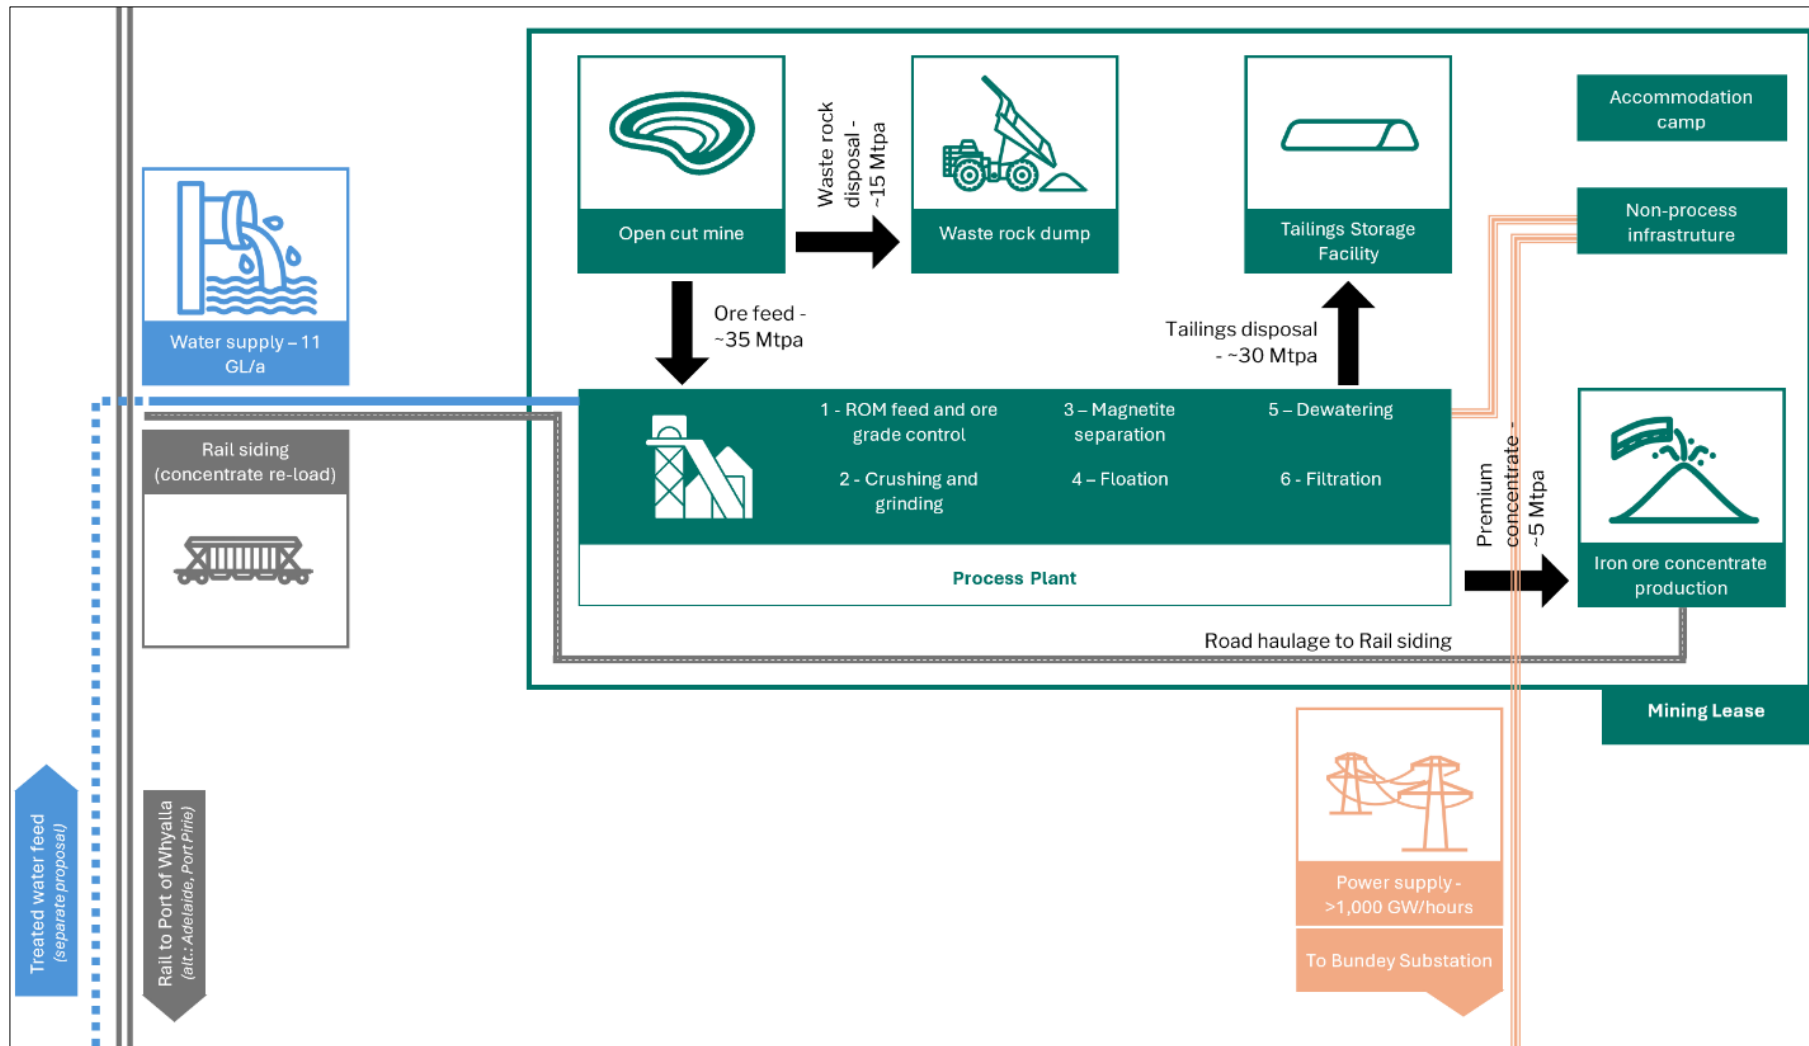 Open cut mine
Waste rock
disposal -
~15 Mtpa
Waste rock dump
Tailings Storage
Facility
Accommodation
camp
Non-process
infrastruture
Water supply – 11
GL/a
Ore feed -
~35 Mtpa
Tailings disposal
- ~30 Mtpa
1 - ROM feed and ore
grade control
2 - Crushing and
grinding
3 – Magnetite
separation
4 – Floation
5 – Dewatering
6 - Filtration
Process Plant
Premium
concentrate -
~5 Mtpa
Iron ore concentrate
production
Rail siding
(concentrate re-load)
Road haulage to Rail siding
Mining Lease
Treated water feed
(separate proposal)
Rail to Port of Whyalla
(alt.: Adelaide, Port Pirie)
Power supply -
>1,000 GW/hours
To Bundey Substation